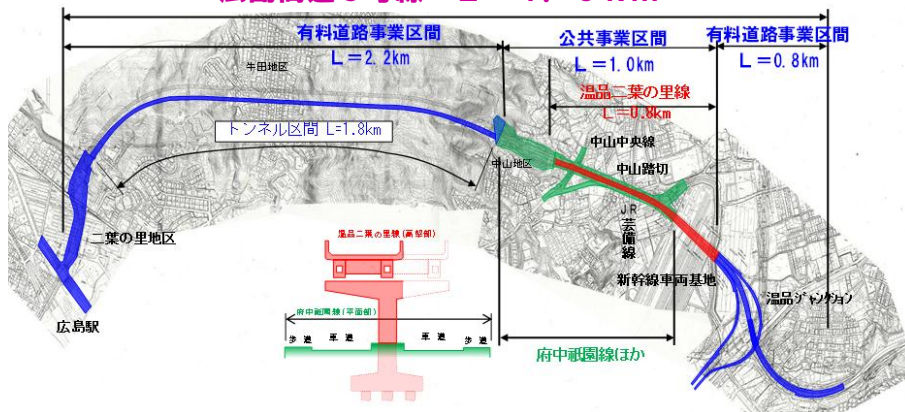 有料道路事業区間
L=2.2km
公共事業区間
L=1.0km
有料道路事業区間
L=0.8km
牛田地区
温品二葉の里線
L=0.8km
トンネル区間 L=1.8km
中山地区
中山中央線
中山踏切
JR芸備線
二葉の里地区
広島駅
新幹線車両基地
温品ジャンクション
温品二葉の里線(高架部)
府中祇園線(平面部)
歩道 車道 車道 歩道
府中祇園線ほか